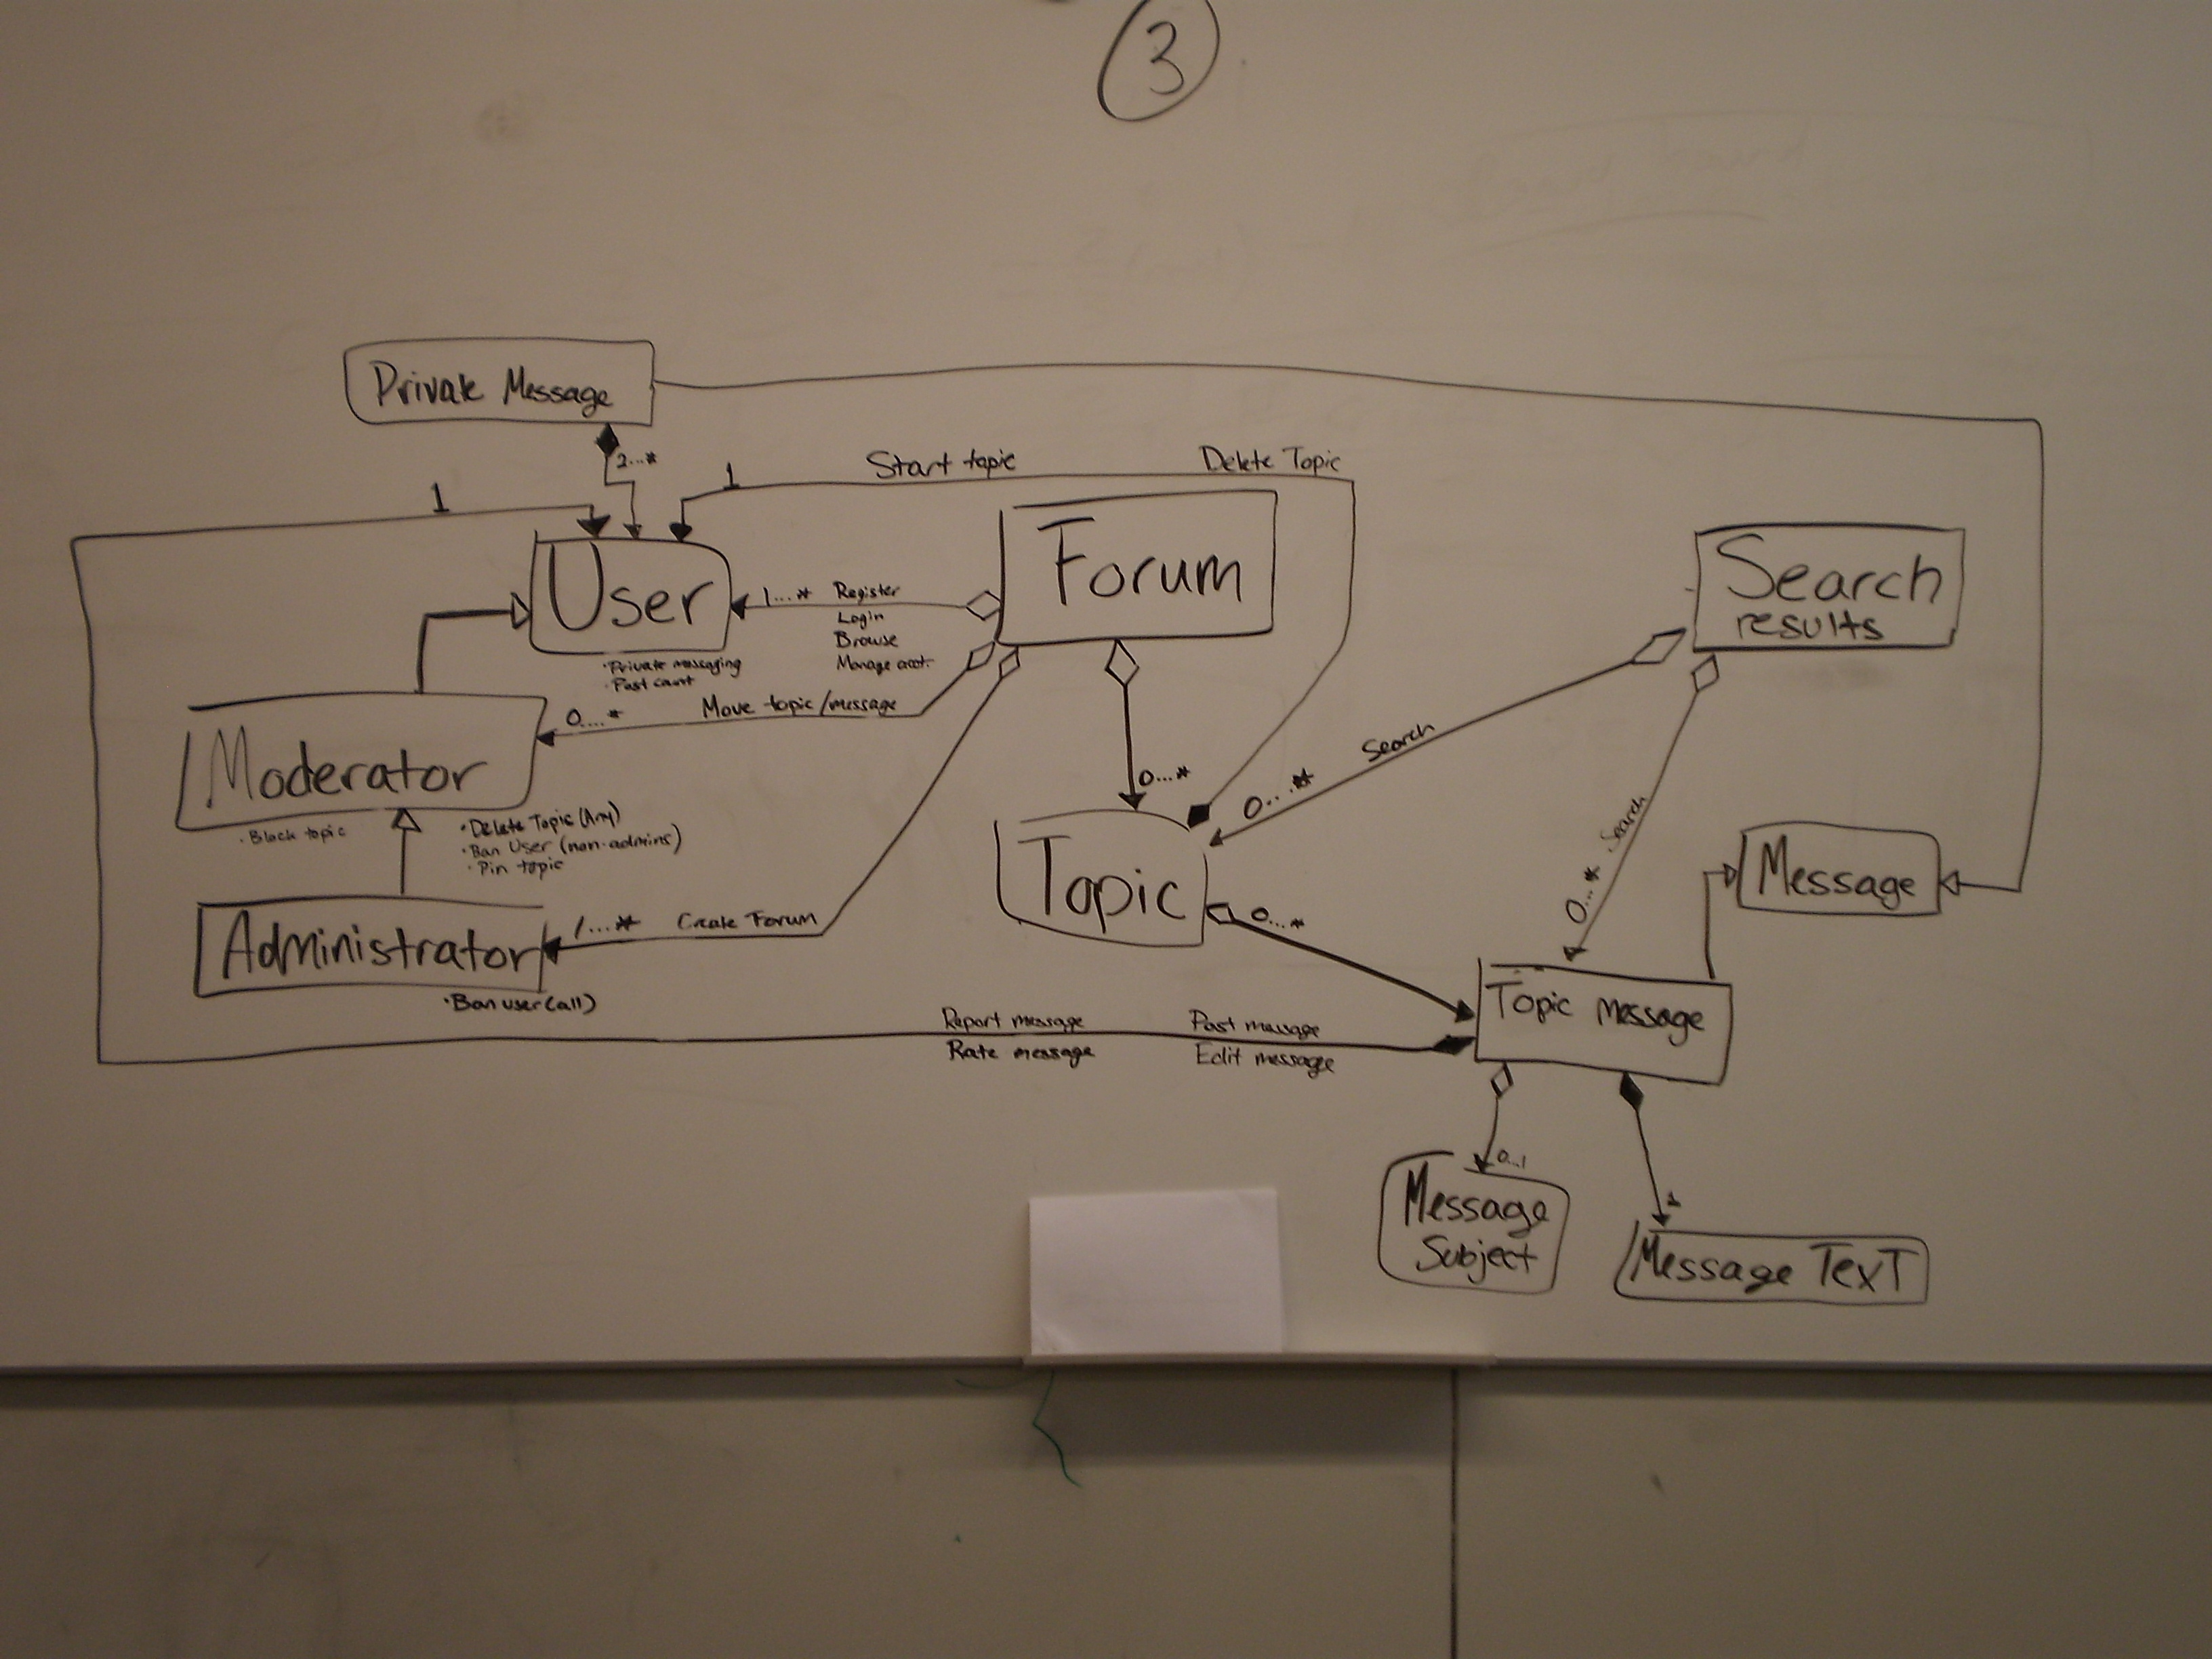 3
Private Message
2...*
1
1
Start topic
Delete Topic
User
·Private messaging
·Post count
1...* Register
Login
Browse
Manage acct.
Forum
Search
results
0....* Move topic/message
Moderator
·Block topic
·Delete Topic (Any)
·Ban User (non-admins)
·Pin topic
0...*
0...* Search
0...* Search
Topic
0...*
Message
Administrator
·Ban user(all)
1...* Create Forum
Topic message
Report message
Rate message
Post message
Edit message
0..1
1
Message
Subject
Message TexT